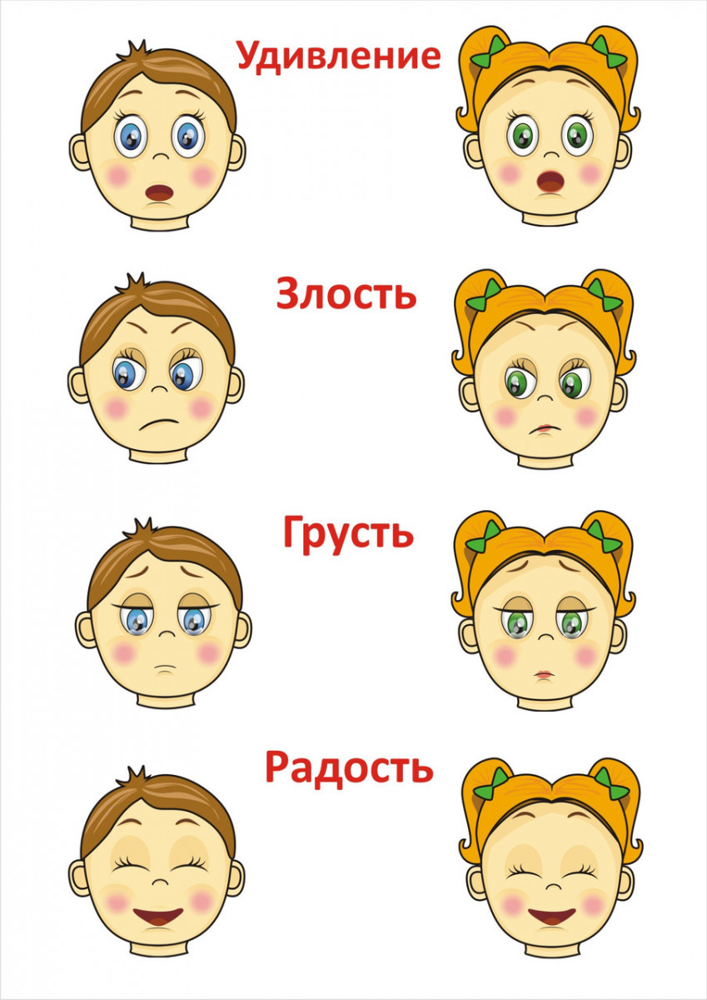 Удивление
Злость
Грусть
Радость